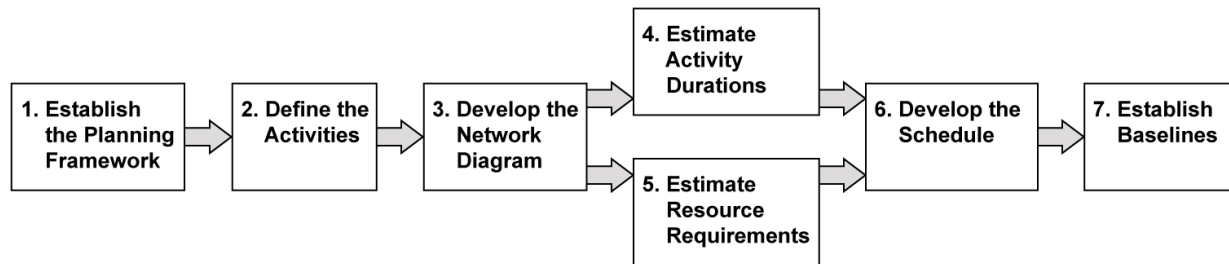 1. Establish
the Planning
Framework
2. Define the
Activities
3. Develop the
Network
Diagram
4. Estimate
Activity
Durations
5. Estimate
Resource
Requirements
6. Develop the
Schedule
7. Establish
Baselines